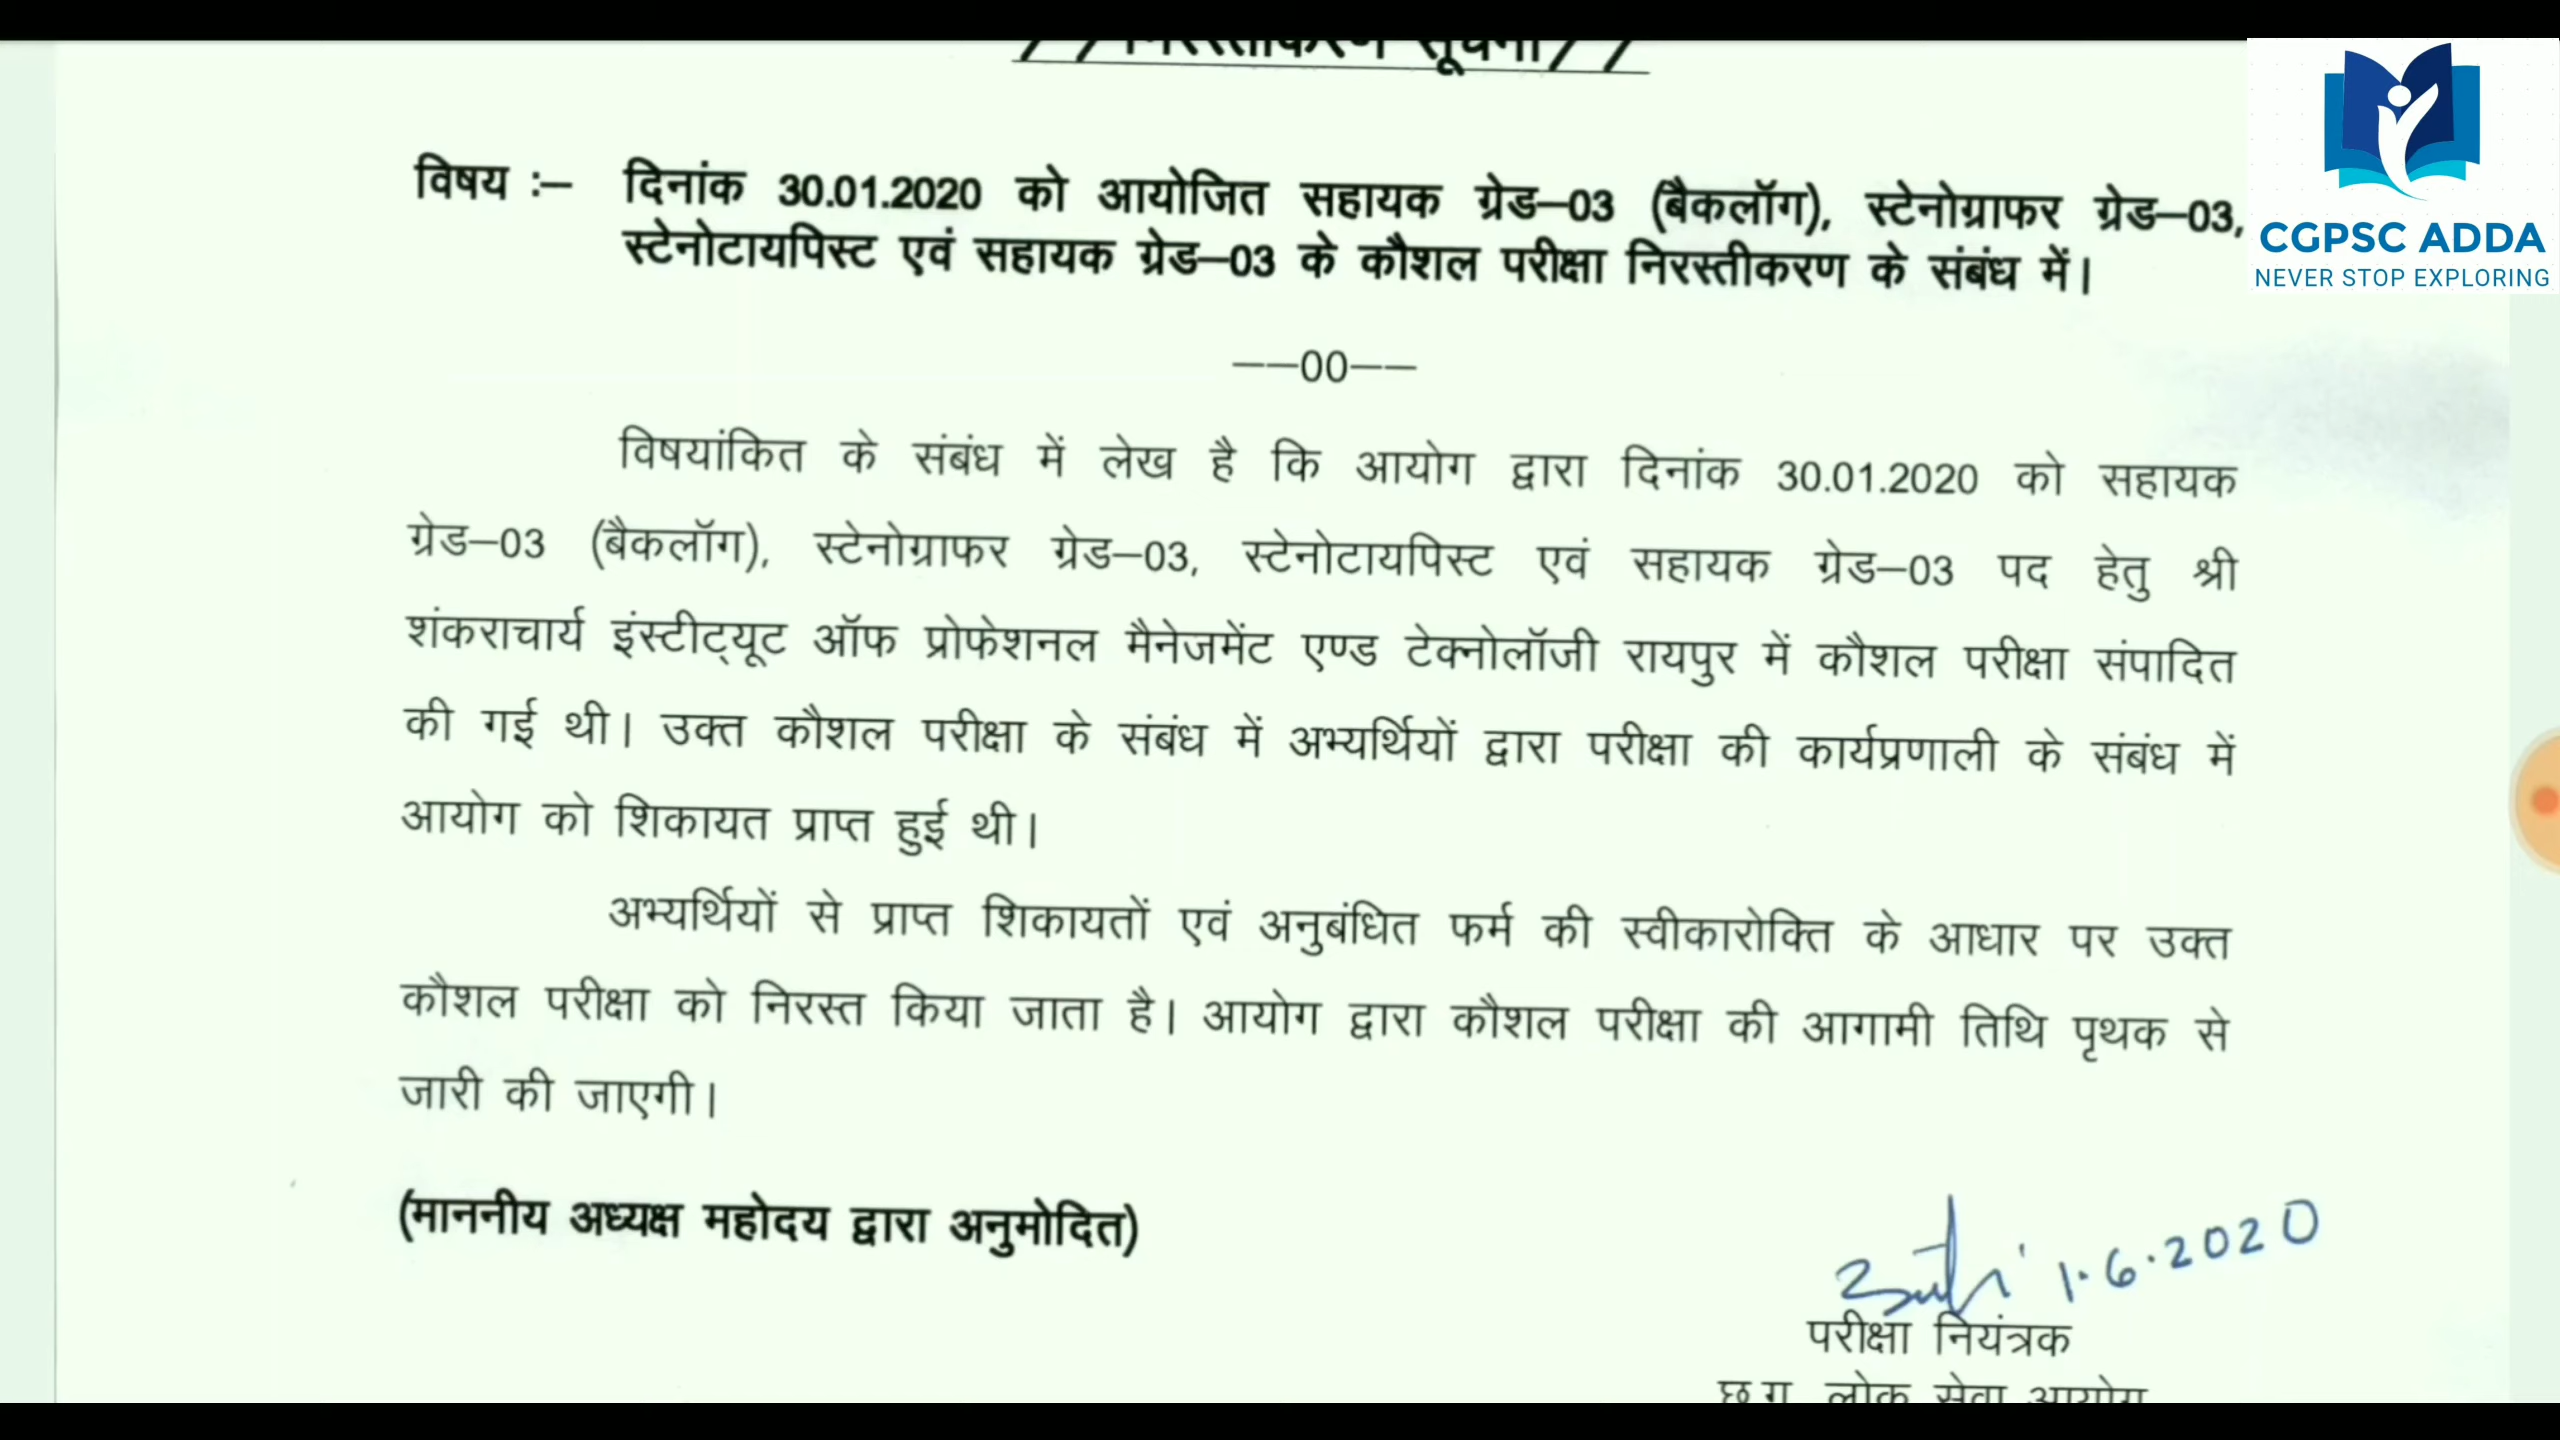 //निरस्तीकरण सूचना//
विषय :– दिनांक 30.01.2020 को आयोजित सहायक ग्रेड–03 (बैकलॉग), स्टेनोग्राफर ग्रेड–03,
स्टेनोटायपिस्ट एवं सहायक ग्रेड–03 के कौशल परीक्षा निरस्तीकरण के संबंध में।
CGPSC ADDA
NEVER STOP EXPLORING
––00––
विषयांकित के संबंध में लेख है कि आयोग द्वारा दिनांक 30.01.2020 को सहायक
ग्रेड–03 (बैकलॉग), स्टेनोग्राफर ग्रेड–03, स्टेनोटायपिस्ट एवं सहायक ग्रेड–03 पद हेतु श्री
शंकराचार्य इंस्टीट्यूट ऑफ प्रोफेशनल मैनेजमेंट एण्ड टेक्नोलॉजी रायपुर में कौशल परीक्षा संपादित
की गई थी। उक्त कौशल परीक्षा के संबंध में अभ्यर्थियों द्वारा परीक्षा की कार्यप्रणाली के संबंध में
आयोग को शिकायत प्राप्त हुई थी।
अभ्यर्थियों से प्राप्त शिकायतों एवं अनुबंधित फर्म की स्वीकारोक्ति के आधार पर उक्त
कौशल परीक्षा को निरस्त किया जाता है। आयोग द्वारा कौशल परीक्षा की आगामी तिथि पृथक से
जारी की जाएगी।
(माननीय अध्यक्ष महोदय द्वारा अनुमोदित)
1.6.2020
परीक्षा नियंत्रक
छ.ग. लोक सेवा आयोग